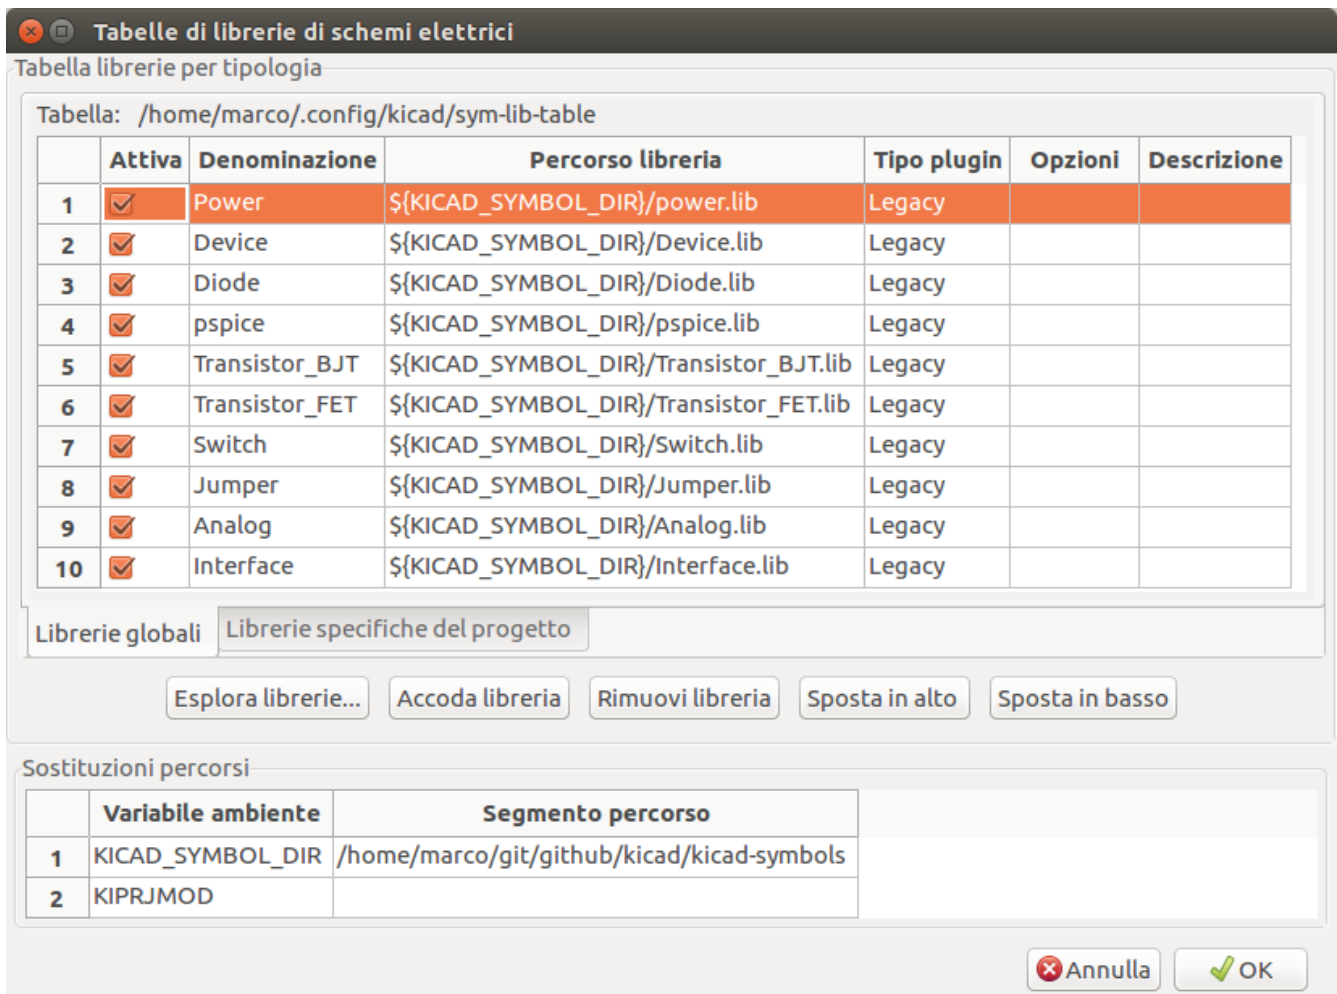 Tabelle di librerie di schemi elettrici
Tabella librerie per tipologia
Tabella: /home/marco/.config/kicad/sym-lib-table
Attiva Denominazione Percorso libreria Tipo plugin Opzioni Descrizione
1 Power ${KICAD_SYMBOL_DIR}/power.lib Legacy
2 Device ${KICAD_SYMBOL_DIR}/Device.lib Legacy
3 Diode ${KICAD_SYMBOL_DIR}/Diode.lib Legacy
4 pspice ${KICAD_SYMBOL_DIR}/pspice.lib Legacy
5 Transistor_BJT ${KICAD_SYMBOL_DIR}/Transistor_BJT.lib Legacy
6 Transistor_FET ${KICAD_SYMBOL_DIR}/Transistor_FET.lib Legacy
7 Switch ${KICAD_SYMBOL_DIR}/Switch.lib Legacy
8 Jumper ${KICAD_SYMBOL_DIR}/Jumper.lib Legacy
9 Analog ${KICAD_SYMBOL_DIR}/Analog.lib Legacy
10 Interface ${KICAD_SYMBOL_DIR}/Interface.lib Legacy
Librerie globali Librerie specifiche del progetto
Esplora librerie... Accoda libreria Rimuovi libreria Sposta in alto Sposta in basso
Sostituzioni percorsi
Variabile ambiente Segmento percorso
1 KICAD_SYMBOL_DIR /home/marco/git/github/kicad/kicad-symbols
2 KIPRJMOD
Annulla OK